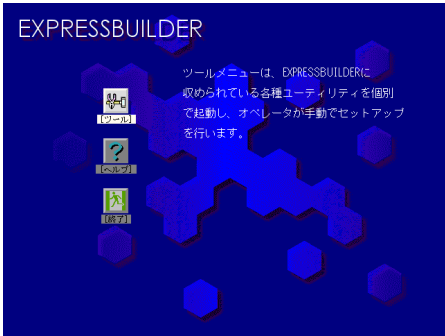 EXPRESSBUILDER
ツールメニューは、EXPRESSBUILDERに
収められている各種ユーティリティを個別
で起動し、オペレータが手動でセットアップ
を行います。
[ツール]
[ヘルプ]
[終了]